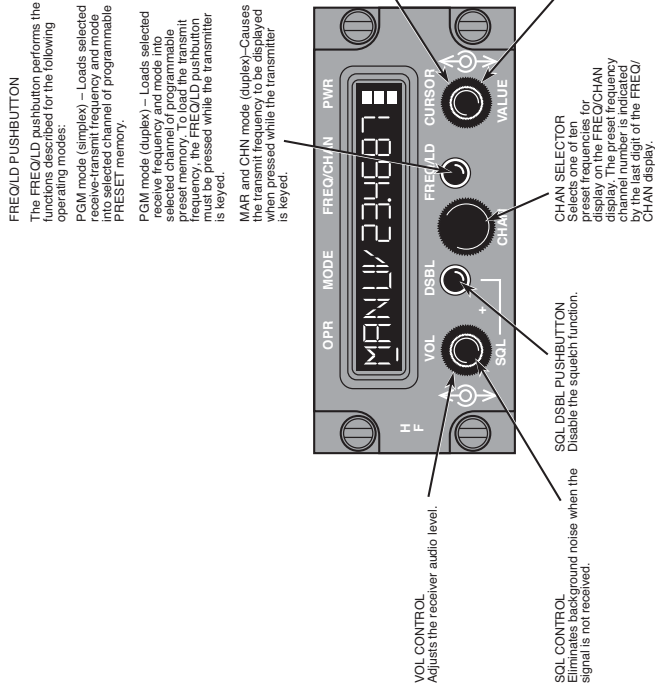 FREQ/LD PUSHBUTTON
The FREQ/LD pushbutton performs the
functions described for the following
operating modes:
PGM mode (simplex) – Loads selected
receive-transmit frequency and mode
into selected channel of programmable
PRESET memory.
PGM mode (duplex) – Loads selected
receive frequency and mode into
selected channel of programmable
preset memory. To load the transmit
frequency, the FREQ/LD pushbutton
must be pressed while the transmitter
is keyed.
MAR and CHN mode (duplex)–Causes
the transmit frequency to be displayed
when pressed while the transmitter
is keyed.
OPR MODE FREQ/CHAN PWR
MAN UV 23.4687
H
F
VOL DSBL FREQ/LD CURSOR
+
SQL CHAN VALUE
VOL CONTROL
Adjusts the receiver audio level.
SQL CONTROL
Eliminates background noise when the
signal is not received.
SQL DSBL PUSHBUTTON
Disable the squelch function.
CHAN SELECTOR
Selects one of ten
preset frequencies for
display on the FREQ/CHAN
display. The preset frequency
channel number is indicated
by the last digit of the FREQ/
CHAN display.